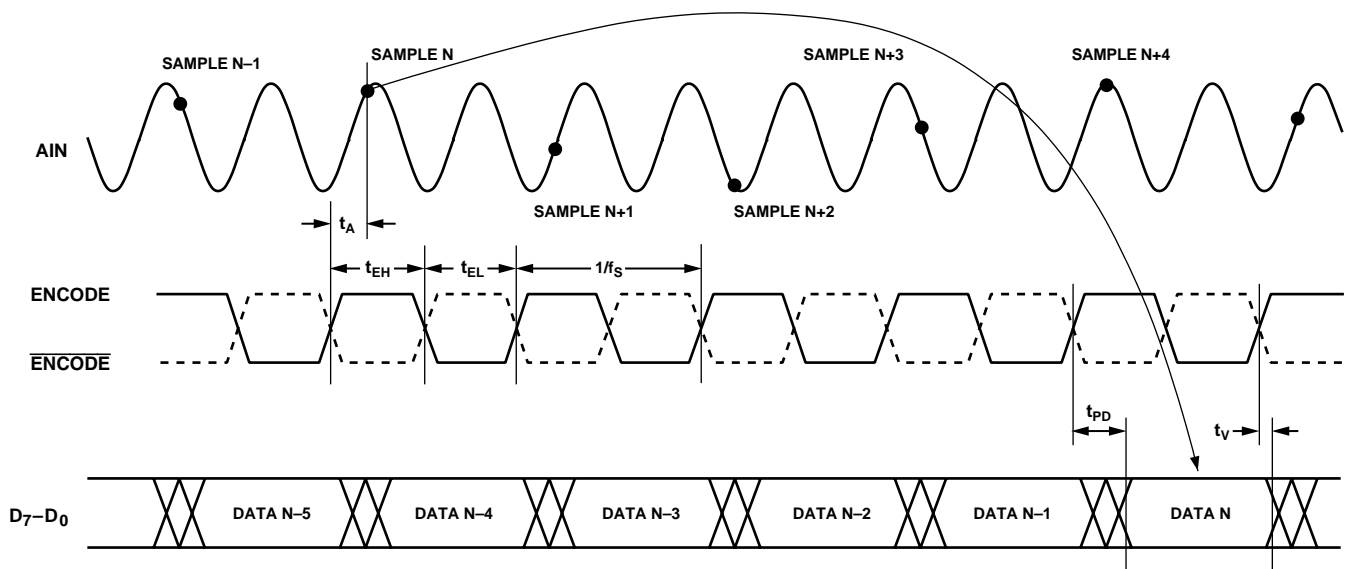 SAMPLE N–1
SAMPLE N
SAMPLE N+3
SAMPLE N+4
AIN
SAMPLE N+1
SAMPLE N+2
tA
tEH
tEL
1/fS
ENCODE
ENCODE
tPD
tV
D7–D0
DATA N–5
DATA N–4
DATA N–3
DATA N–2
DATA N–1
DATA N